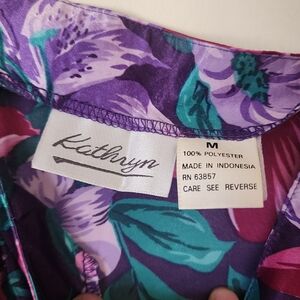 Kathryn
M
100% POLYESTER
MADE IN INDONESIA
RN 63857
CARE SEE REVERSE